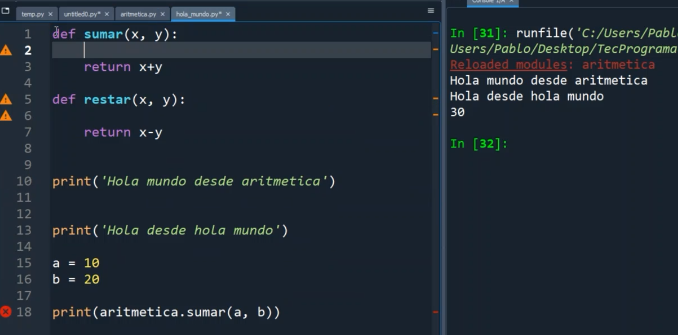 temp.py
untitled0.py*
aritmetica.py
hola_mundo.py*
1 def sumar(x, y):
2
3 return x+y
4
5 def restar(x, y):
6
7 return x-y
8
9
10 print('Hola mundo desde aritmetica')
11
12
13 print('Hola desde hola mundo')
14
15 a = 10
16 b = 20
17
18 print(aritmetica.sumar(a, b))
In [31]: runfile('C:/Users/Pablo
Users/Pablo/Desktop/TecPrograma
Reloaded modules: aritmetica
Hola mundo desde aritmetica
Hola desde hola mundo
30
In [32]: